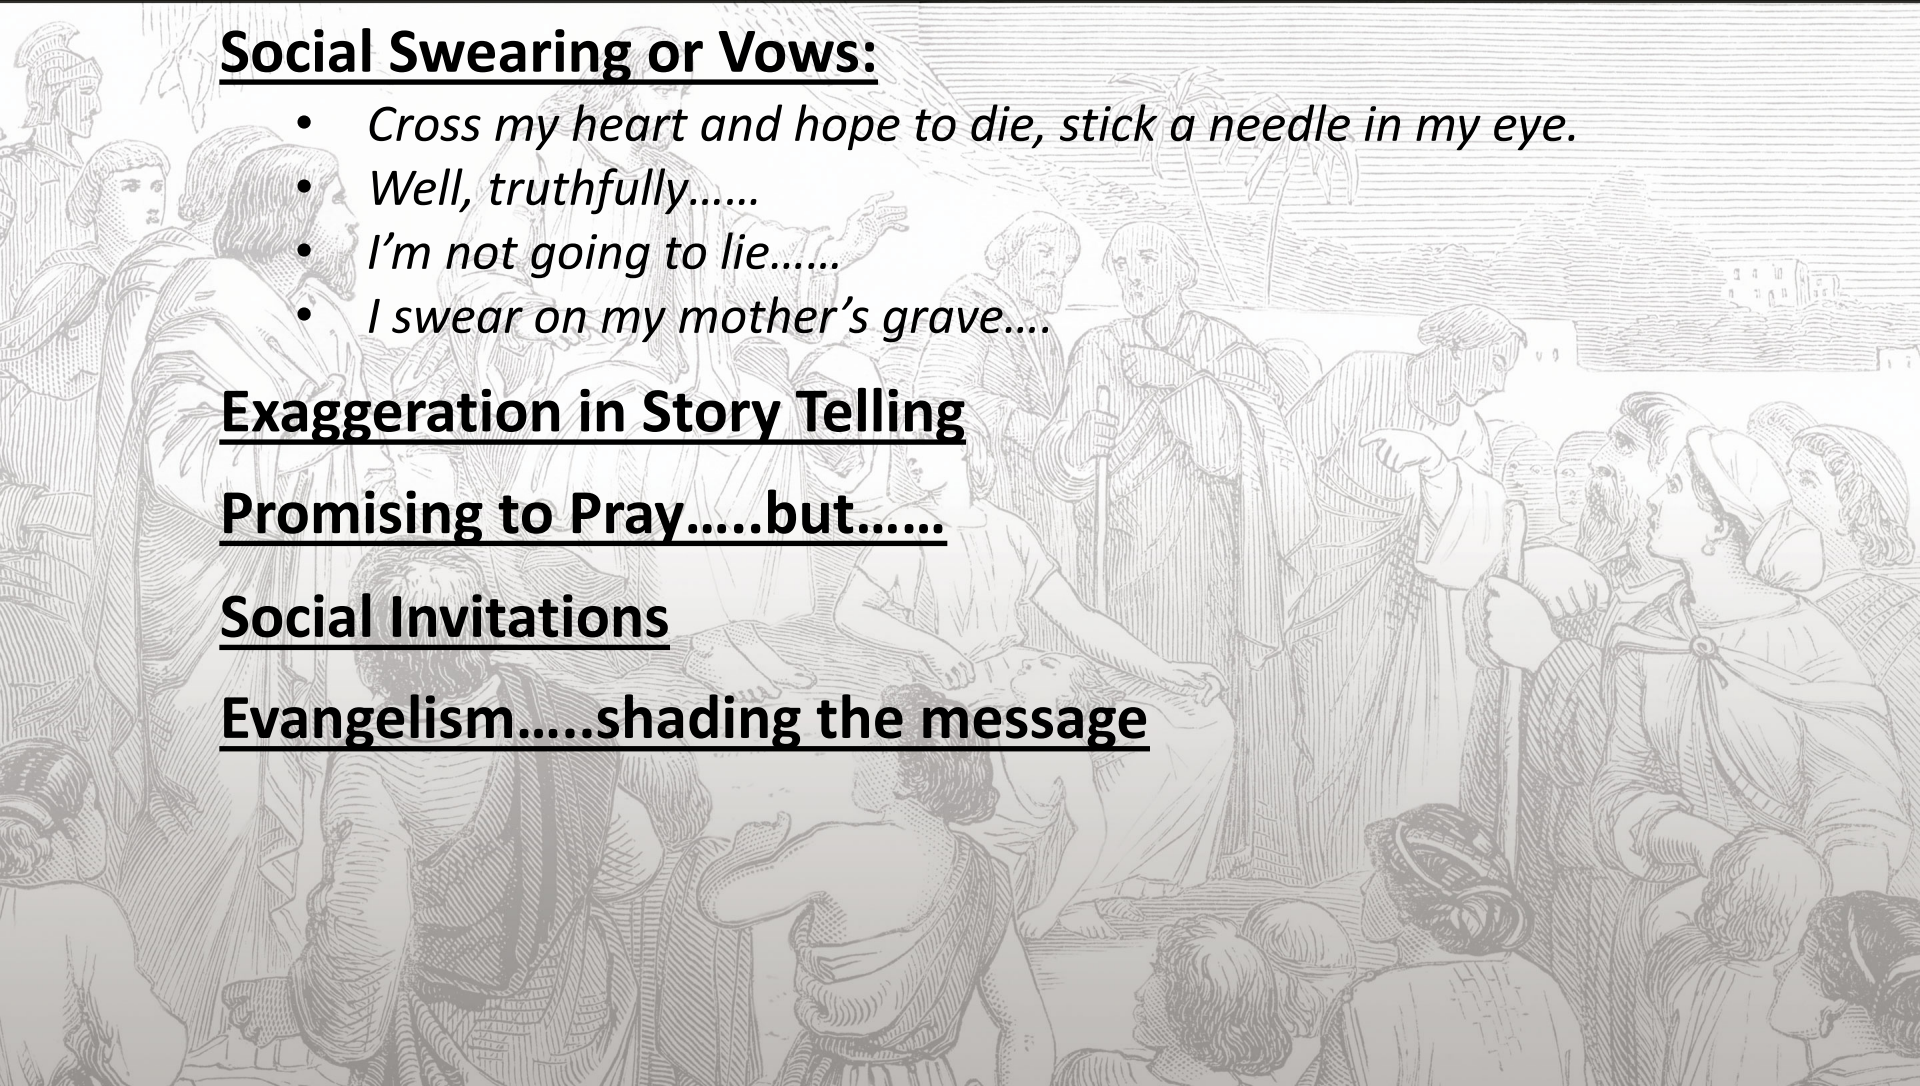 Social Swearing or Vows:
• Cross my heart and hope to die, stick a needle in my eye.
• Well, truthfully……
• I’m not going to lie……
• I swear on my mother’s grave….
Exaggeration in Story Telling
Promising to Pray…..but……
Social Invitations
Evangelism…..shading the message